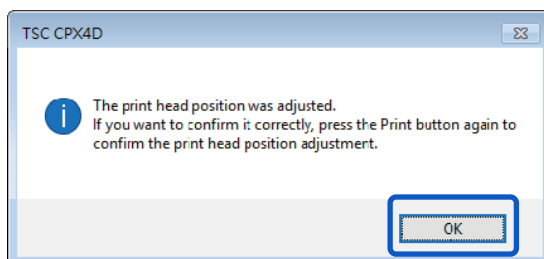 TSC CPX4D
The print head position was adjusted.
If you want to confirm it correctly, press the Print button again to
confirm the print head position adjustment.
OK